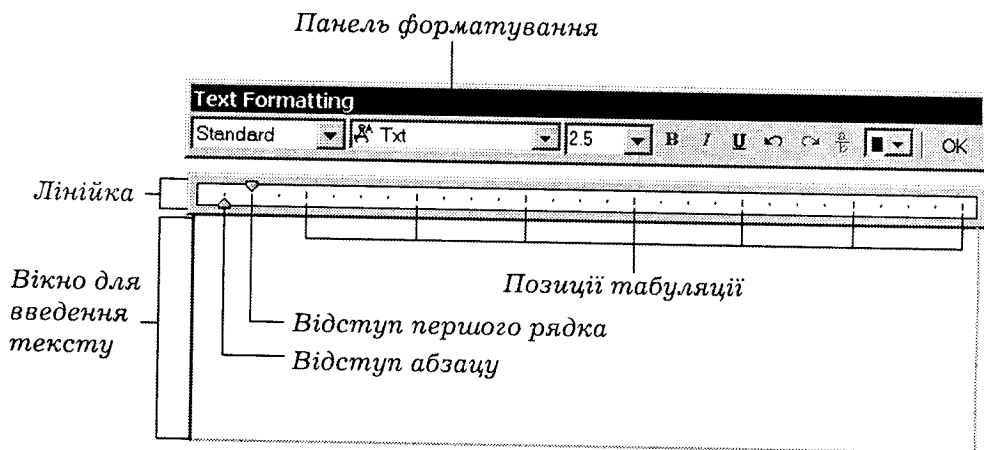 Панель форматування
Text Formatting
Standard Txt 2.5 B I U a/b OK
Лінійка
Позиції табуляції
Вікно для
введення
тексту
Відступ першого рядка
Відступ абзацу